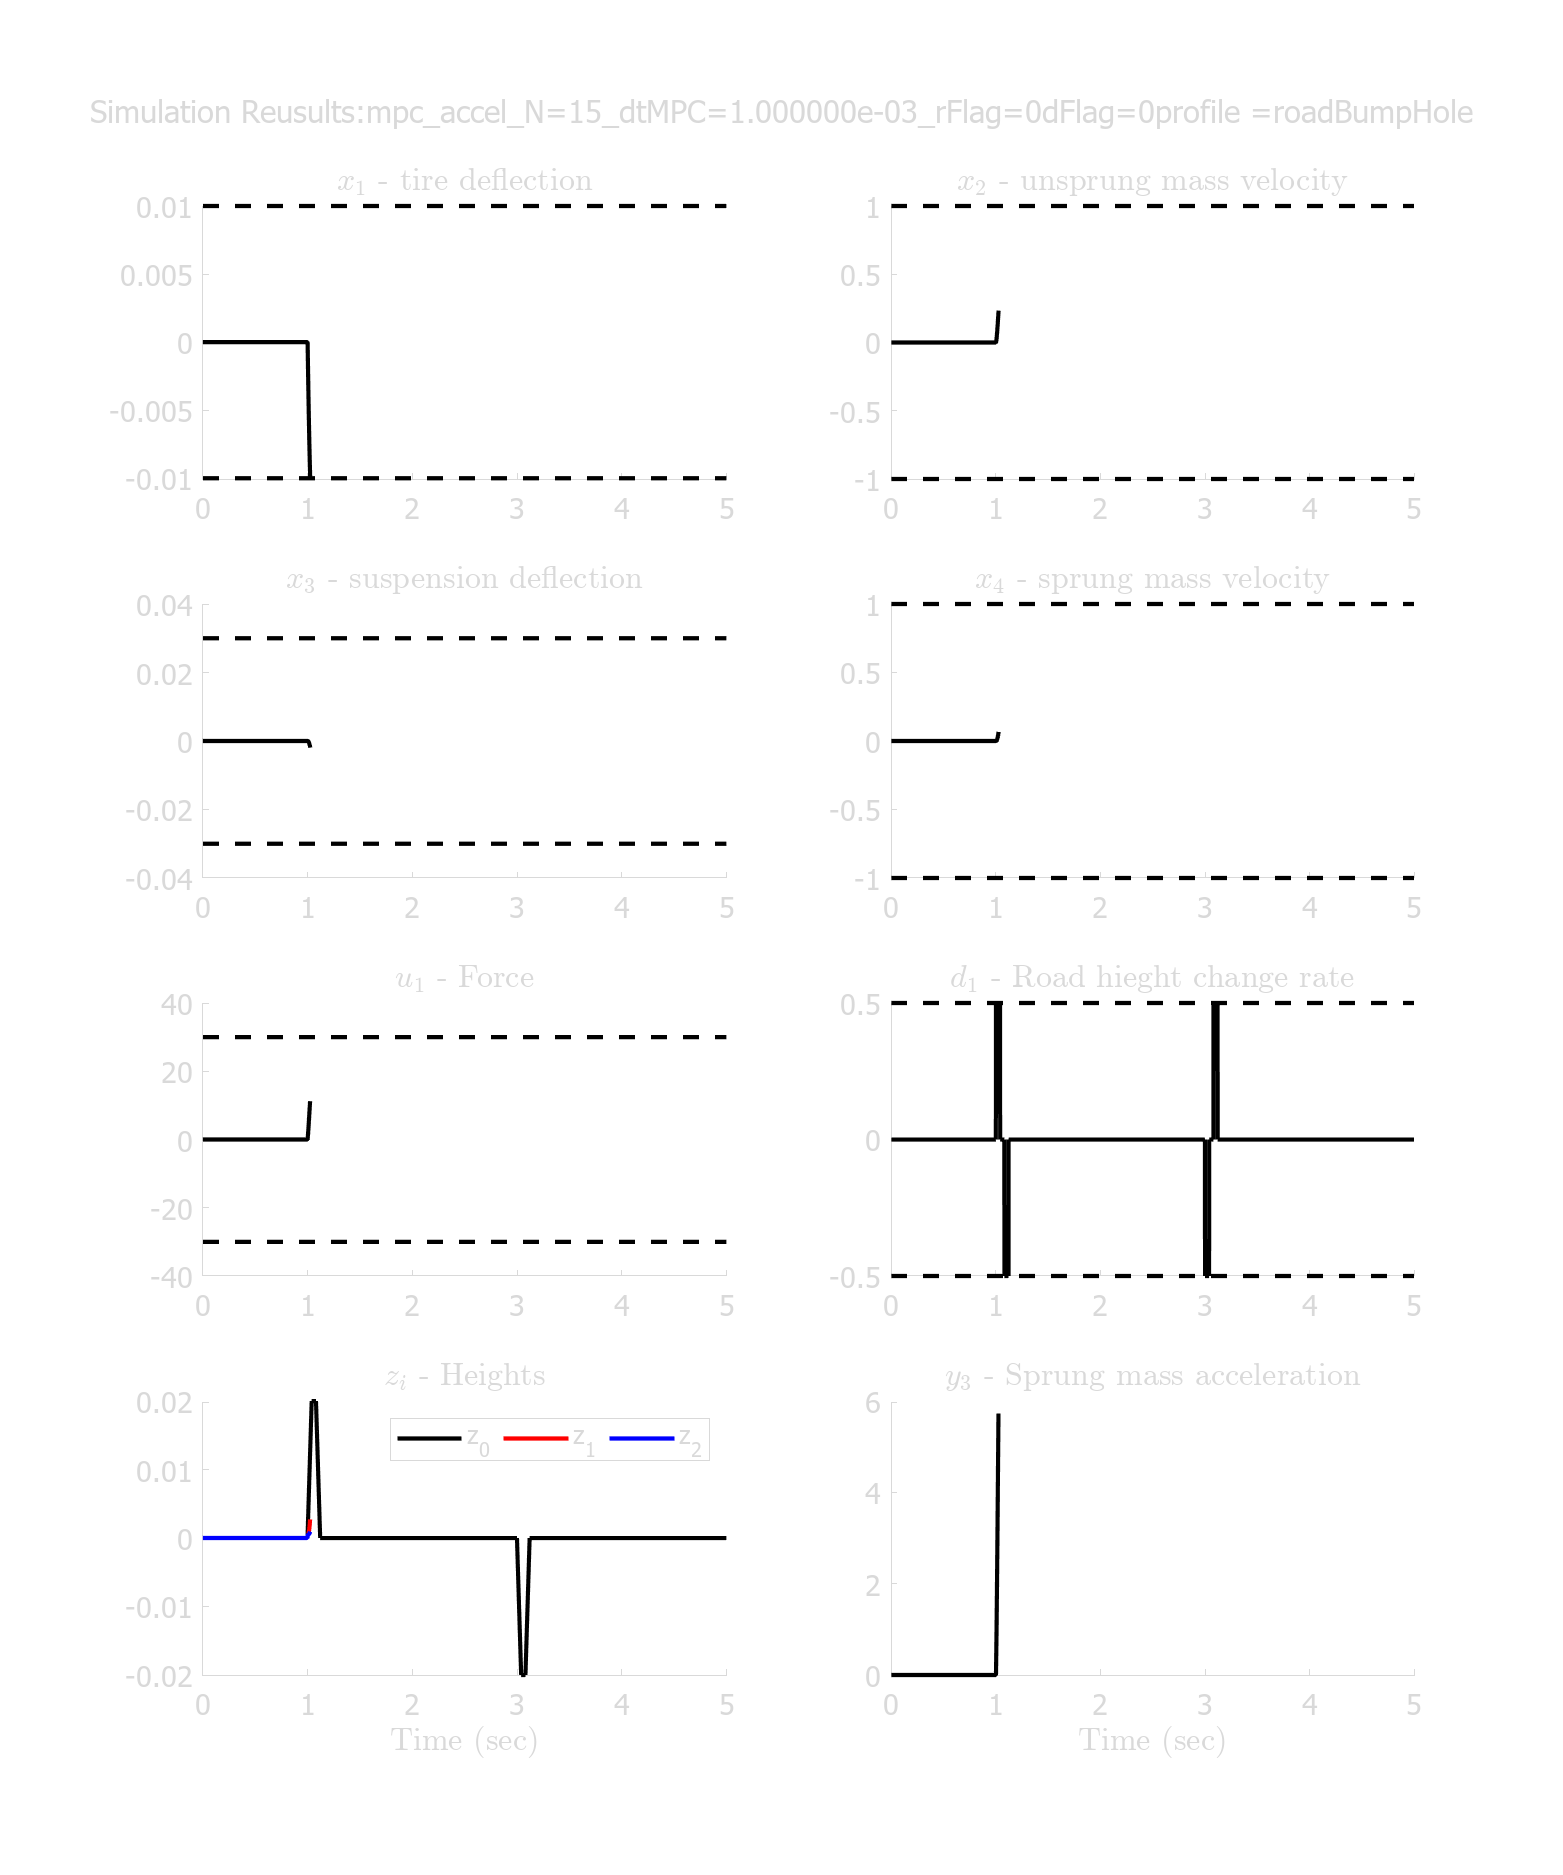 Simulation Reusults:mpc_accel_N=15_dtMPC=1.000000e-03_rFlag=0dFlag=0profile =roadBumpHole
x1 - tire deflection
0.01
0.005
0
-0.005
-0.01
0 1 2 3 4 5
x2 - unsprung mass velocity
1
0.5
0
-0.5
-1
0 1 2 3 4 5
x3 - suspension deflection
0.04
0.02
0
-0.02
-0.04
0 1 2 3 4 5
x4 - sprung mass velocity
1
0.5
0
-0.5
-1
0 1 2 3 4 5
u1 - Force
40
20
0
-20
-40
0 1 2 3 4 5
d1 - Road hieght change rate
0.5
0
-0.5
0 1 2 3 4 5
zi - Heights
0.02
0.01
0
-0.01
-0.02
z0 z1 z2
0 1 2 3 4 5
Time (sec)
y3 - Sprung mass acceleration
6
4
2
0
0 1 2 3 4 5
Time (sec)